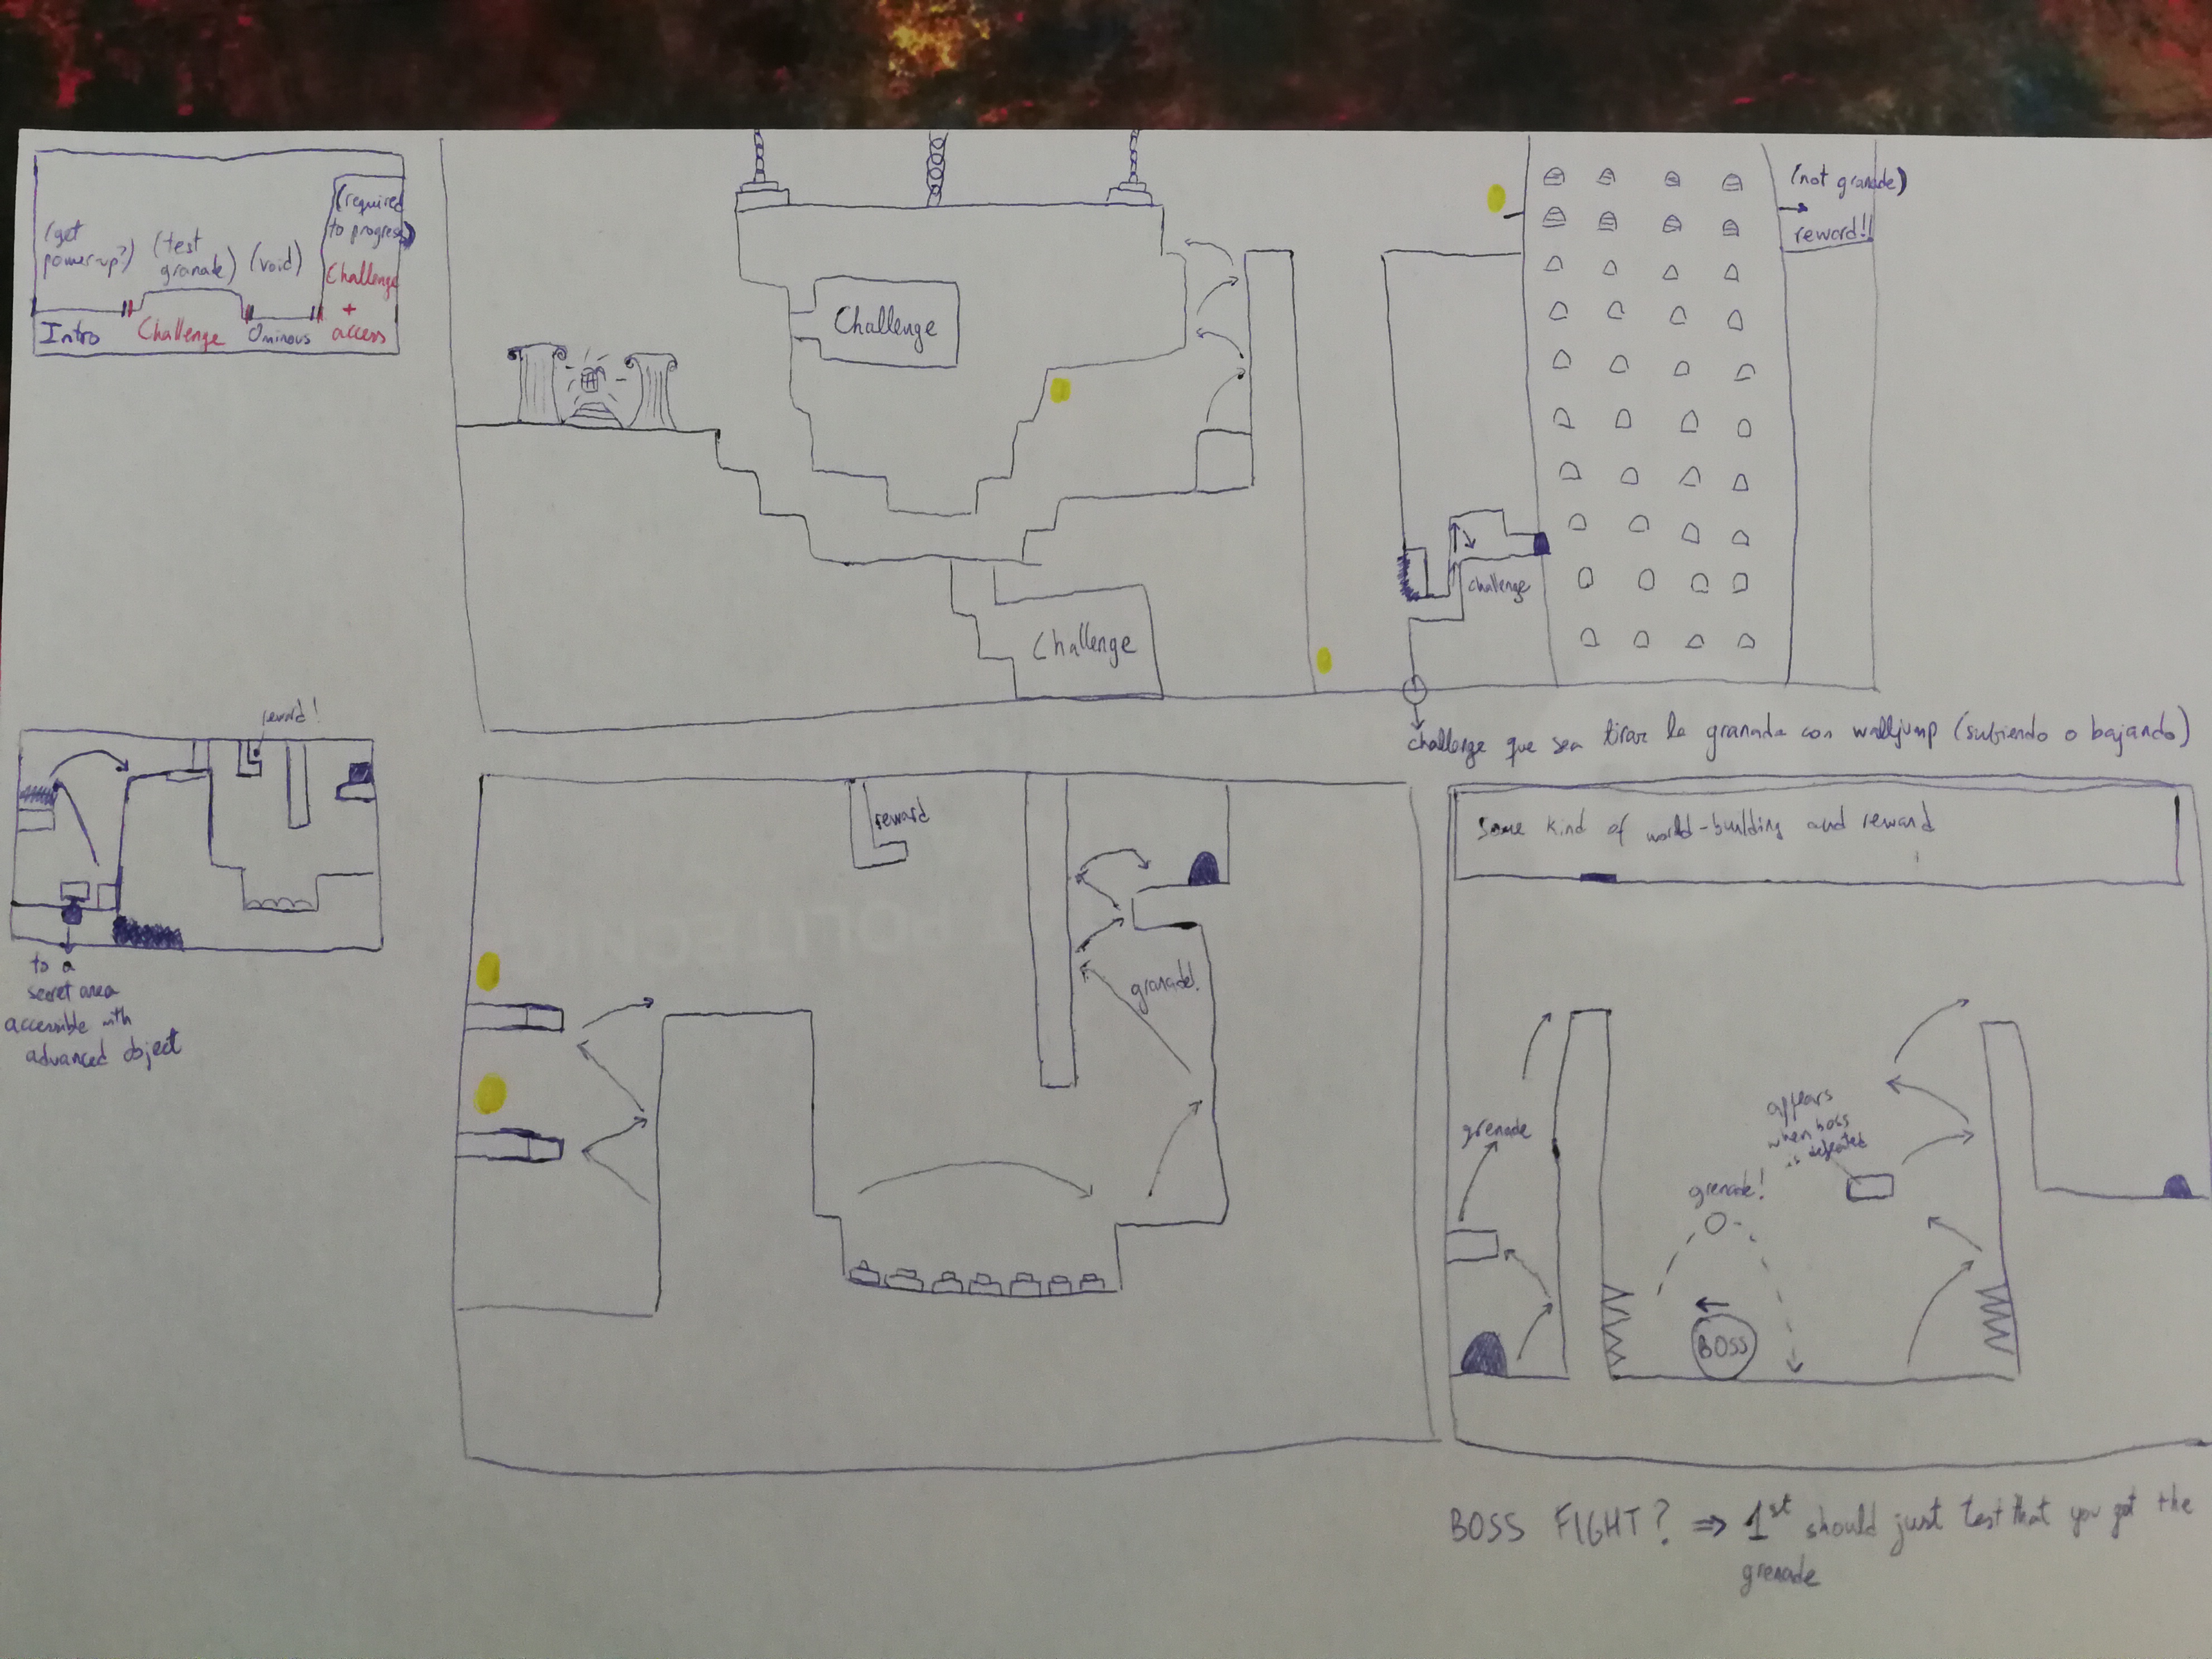 (get
power-up?)
(test
granade)
(void)
(required
to progress)
Challenge
+
access
Intro
Challenge
Ominous
Challenge
Challenge
challenge
(not granade)
reward!!
challenge que sea tirar la granada con walljump (subiendo o bajando)
reward!
to a
secret area
accessible with
advanced object
reward
granade!
Some kind of world-building and reward
grenade
grenade!
appears
when boss
is defeated
BOSS
BOSS FIGHT? ⇒ 1st should just test that you got the
grenade